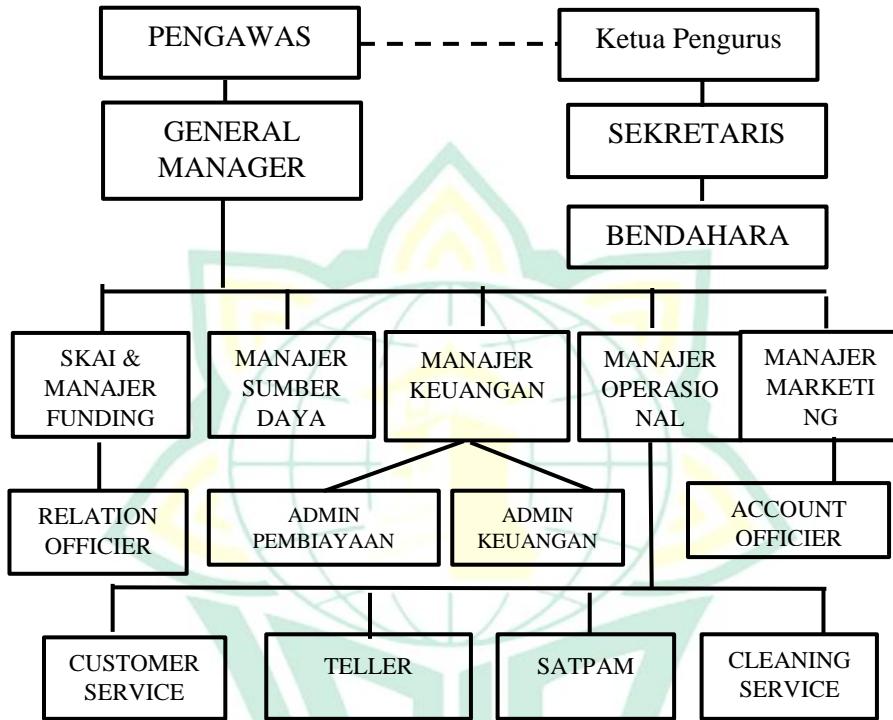 PENGAWAS
Ketua Pengurus
GENERAL
MANAGER
SEKRETARIS
BENDAHARA
SKAI &
MANAJER
FUNDING
MANAJER
SUMBER
DAYA
MANAJER
KEUANGAN
MANAJER
OPERASIO
NAL
MANAJER
MARKETI
NG
RELATION
OFFICIER
ADMIN
PEMBIAYAAN
ADMIN
KEUANGAN
ACCOUNT
OFFICIER
CUSTOMER
SERVICE
TELLER
SATPAM
CLEANING
SERVICE